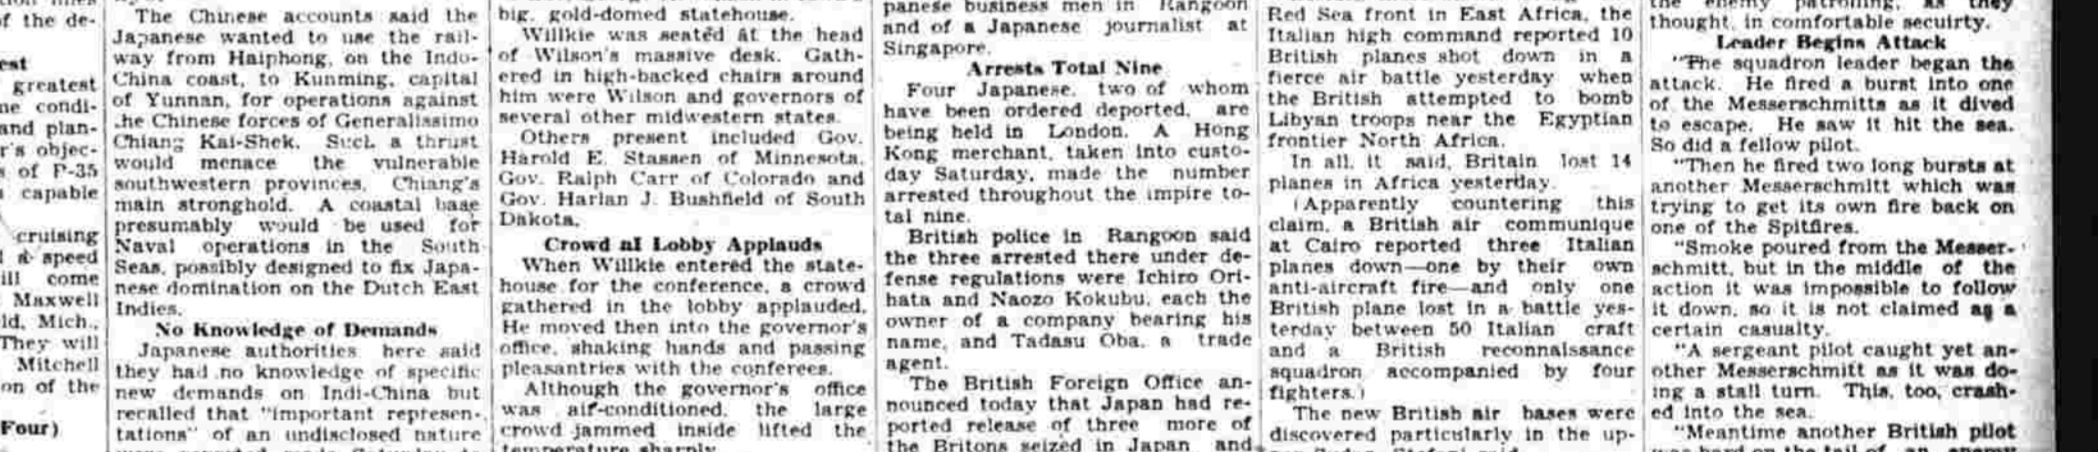 of the de-
est
greatest
ne condi-
and plan-
r's objec-
s of P-35
capable
cruising
speed
ill come
Maxwell
ld, Mich.,
They will
Mitchell
on of the
Four)
The Chinese accounts said the
Japanese wanted to use the rail-
way from Haiphong, on the Indo-
China coast, to Kunming, capital
of Yunnan, for operations against
.he Chinese forces of Generalissimo
Chiang Kai-Shek. Such a thrust
would menace the vulnerable
southwestern provinces, Chiang's
main stronghold. A coastal base
presumably would be used for
Naval operations in the South
Seas, possibly designed to fix Japa-
nese domination on the Dutch East
Indies.
No Knowledge of Demands
Japanese authorities here said
they had no knowledge of specific
new demands on Indi-China but
recalled that "important represen-
tations" of an undisclosed nature
big, gold-domed statehouse.
Willkie was seated at the head
of Wilson's massive desk. Gath-
ered in high-backed chairs around
him were Wilson and governors of
several other midwestern states.
Others present included Gov.
Harold E. Stassen of Minnesota,
Gov. Ralph Carr of Colorado and
Gov. Harlan J. Bushfield of South
Dakota.
Crowd al Lobby Applauds
When Willkie entered the state-
house for the conference, a crowd
gathered in the lobby applauded.
He moved then into the governor's
office, shaking hands and passing
pleasantries with the conferees.
Although the governor's office
was aif-conditioned, the large
crowd jammed inside lifted the
temperature sharply.
panese business men in Rangoon
and of a Japanese journalist at
Singapore.
Arrests Total Nine
Four Japanese, two of whom
have been ordered deported, are
being held in London. A Hong
Kong merchant, taken into custo-
day Saturday, made the number
arrested throughout the impire to-
tal nine.
British police in Rangoon said
the three arrested there under de-
fense regulations were Ichiro Ori-
hata and Naozo Kokubu, each the
owner of a company bearing his
name, and Tadasu Oba, a trade
agent.
The British Foreign Office an-
nounced today that Japan had re-
ported release of three more of
the Britons seized in Japan and
Red Sea front in East Africa, the
Italian high command reported 10
British planes shot down in a
fierce air battle yesterday when
the British attempted to bomb
Libyan troops near the Egyptian
frontier North Africa.
In all, it said, Britain lost 14
planes in Africa yesterday.
(Apparently countering this
claim, a British air communique
at Cairo reported three Italian
planes down—one by their own
anti-aircraft fire—and only one
British plane lost in a battle yes-
terday between 50 Italian craft
and a British reconnaissance
squadron accompanied by four
fighters.)
The new British air bases were
discovered particularly in the up-
the enemy patrolling, as they
thought, in comfortable secuirty.
Leader Begins Attack
"The squadron leader began the
attack. He fired a burst into one
of the Messerschmitts as it dived
to escape. He saw it hit the sea.
So did a fellow pilot.
"Then he fired two long bursts at
another Messerschmitt which was
trying to get its own fire back on
one of the Spitfires.
"Smoke poured from the Messer-
schmitt, but in the middle of the
action it was impossible to follow
it down, so it is not claimed as a
certain casualty.
"A sergeant pilot caught yet an-
other Messerschmitt as it was do-
ing a stall turn. This, too, crash-
ed into the sea.
"Meantime another British pilot